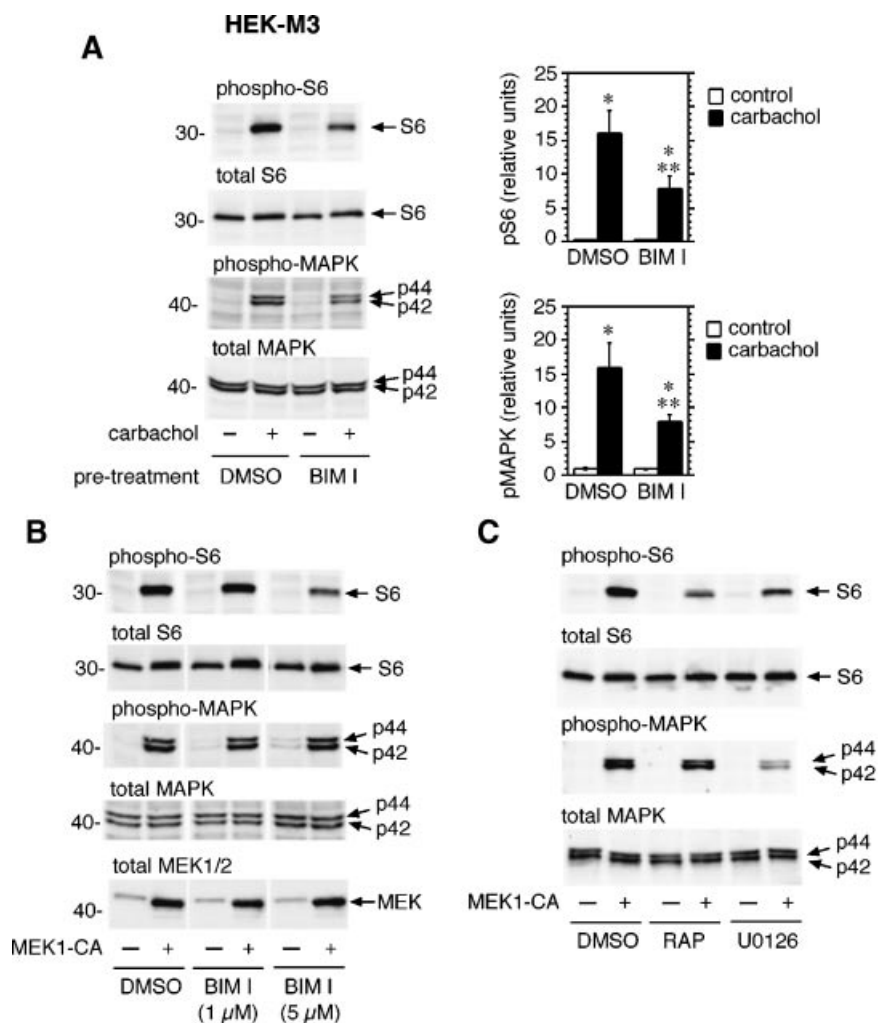 HEK-M3
A
phospho-S6
30-
S6
total S6
30-
S6
phospho-MAPK
40-
p44
p42
total MAPK
40-
p44
p42
carbachol − + − +
pre-treatment DMSO BIM I
pS6 (relative units)
25
20
15
10
5
0
*
*
**
DMSO BIM I
control
carbachol
pMAPK (relative units)
25
20
15
10
5
0
*
*
**
DMSO BIM I
control
carbachol
B
phospho-S6
30-
S6
total S6
30-
S6
phospho-MAPK
40-
p44
p42
total MAPK
40-
p44
p42
total MEK1/2
40-
MEK
MEK1-CA − + − + − +
DMSO BIM I BIM I
(1 µM) (5 µM)
C
phospho-S6
S6
total S6
S6
phospho-MAPK
p44
p42
total MAPK
p44
p42
MEK1-CA − + − + − +
DMSO RAP U0126